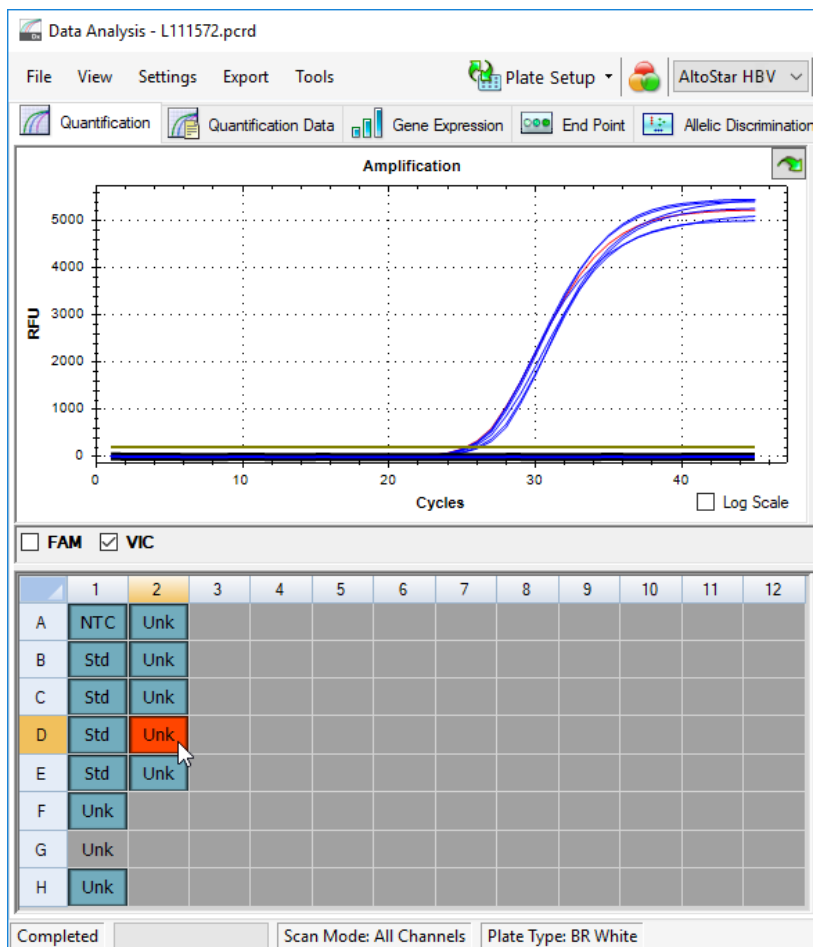 Data Analysis - L111572.pcrd
File View Settings Export Tools Plate Setup AltoStar HBV
Quantification Quantification Data Gene Expression End Point Allelic Discrimination
Amplification
5000
4000
3000
2000
1000
0
RFU
0 10 20 30 40
Cycles
Log Scale
FAM VIC
1 2 3 4 5 6 7 8 9 10 11 12
A NTC Unk
B Std Unk
C Std Unk
D Std Unk
E Std Unk
F Unk
G Unk
H Unk
Completed Scan Mode: All Channels Plate Type: BR White